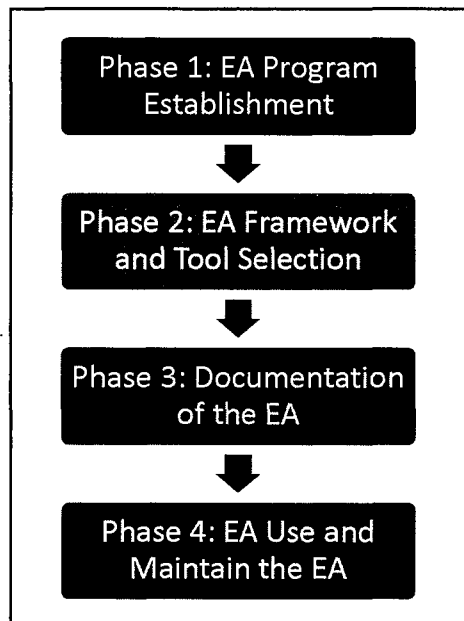 Phase 1: EA Program
Establishment
Phase 2: EA Framework
and Tool Selection
Phase 3: Documentation
of the EA
Phase 4: EA Use and
Maintain the EA